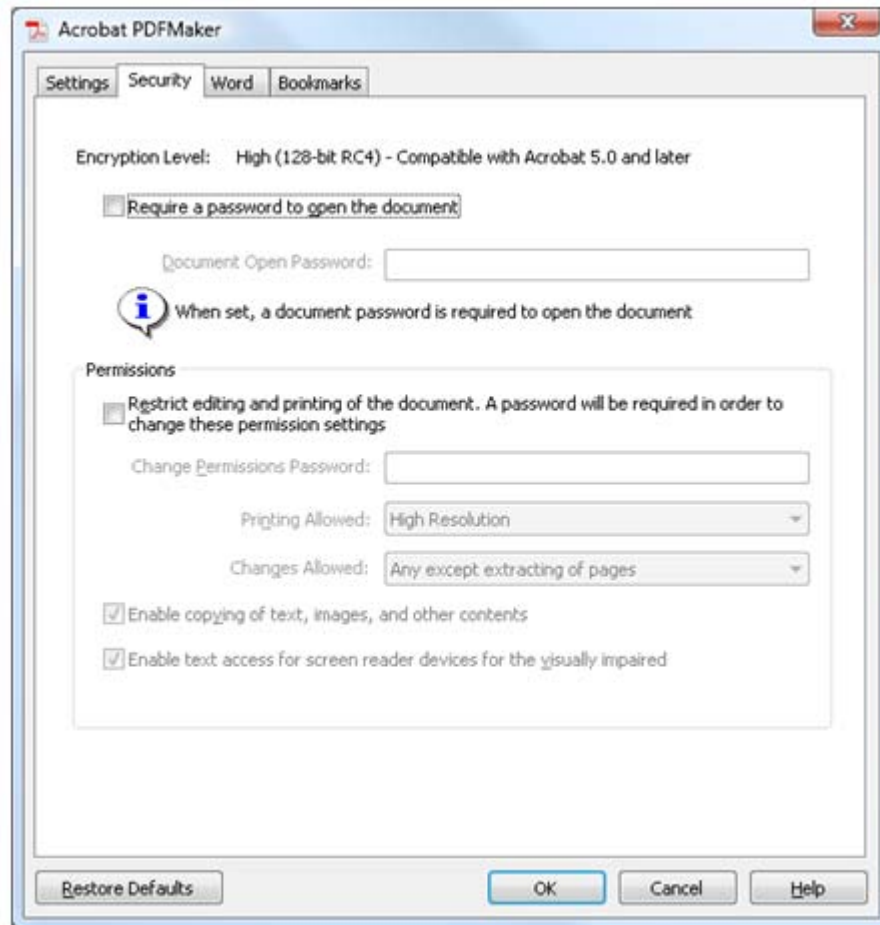 Acrobat PDFMaker
Settings Security Word Bookmarks
Encryption Level: High (128-bit RC4) - Compatible with Acrobat 5.0 and later
Require a password to open the document
Document Open Password:
When set, a document password is required to open the document
Permissions
Restrict editing and printing of the document. A password will be required in order to
change these permission settings
Change Permissions Password:
Printing Allowed: High Resolution
Changes Allowed: Any except extracting of pages
Enable copying of text, images, and other contents
Enable text access for screen reader devices for the visually impaired
Restore Defaults OK Cancel Help